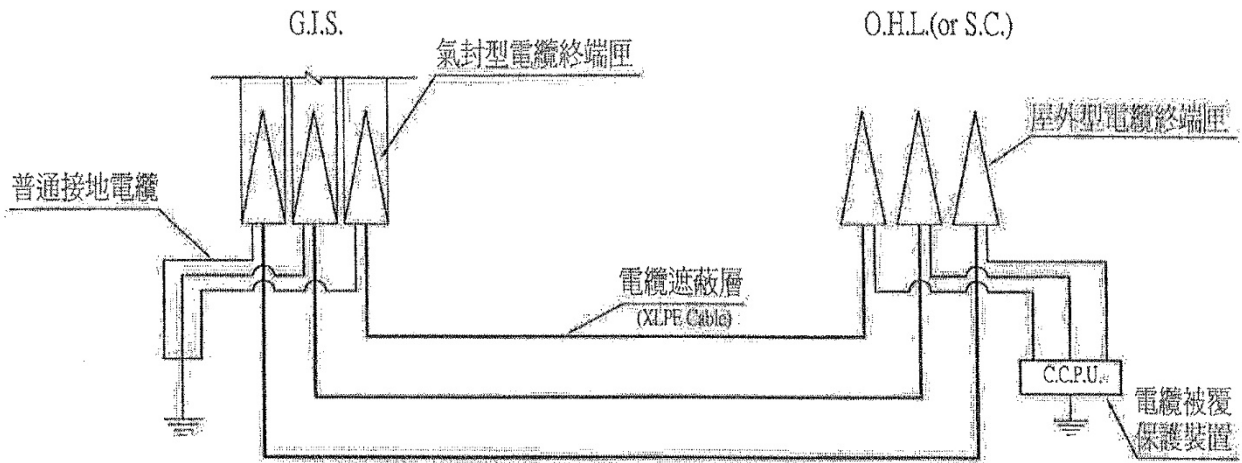 G.I.S.
O.H.L.(or S.C.)
氣封型電纜終端匣
屋外型電纜終端匣
普通接地電纜
電纜遮蔽層
(XLPE Cable)
C.C.P.U.
電纜被覆
保護裝置